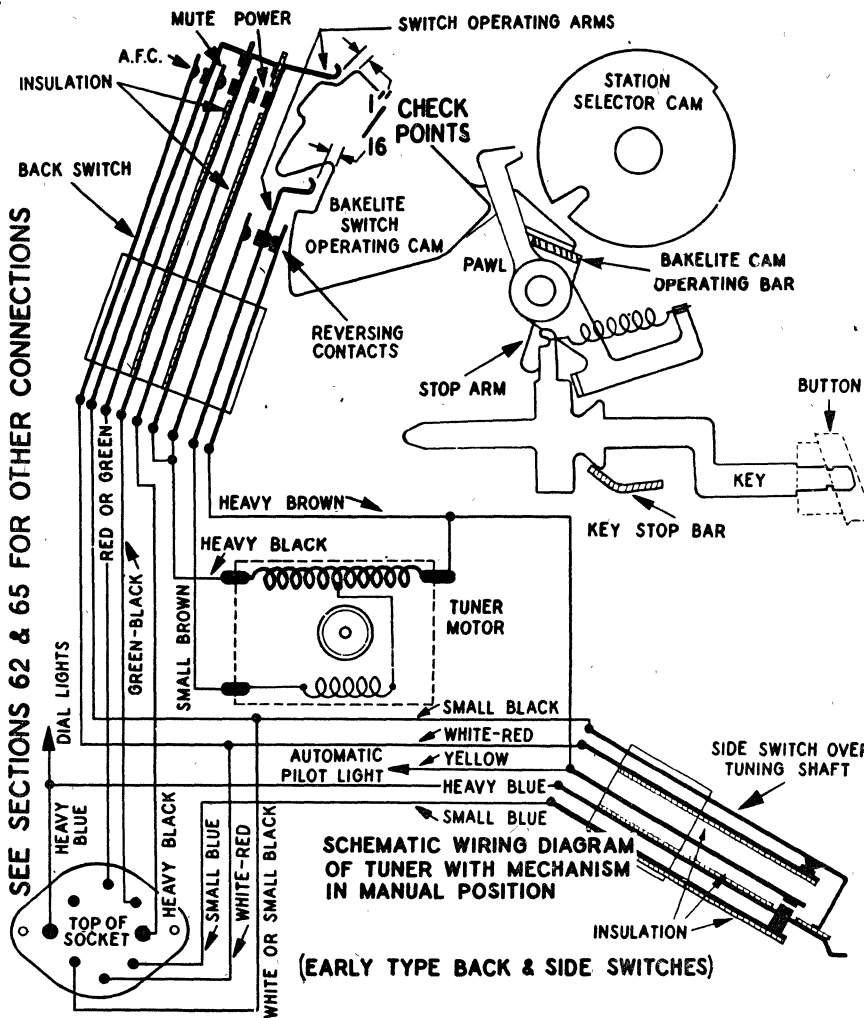 MUTE POWER
SWITCH OPERATING ARMS
A.F.C.
INSULATION
1"
16
CHECK
POINTS
STATION
SELECTOR CAM
BACK SWITCH
BAKELITE
SWITCH
OPERATING CAM
PAWL
BAKELITE CAM
OPERATING BAR
REVERSING
CONTACTS
STOP ARM
BUTTON
KEY
KEY STOP BAR
SEE SECTIONS 62 & 65 FOR OTHER CONNECTIONS
RED OR GREEN
HEAVY BROWN
HEAVY BLACK
TUNER
MOTOR
GREEN-BLACK
SMALL BROWN
DIAL LIGHTS
SMALL BLACK
WHITE-RED
YELLOW
AUTOMATIC
PILOT LIGHT
HEAVY BLUE
SMALL BLUE
SIDE SWITCH OVER
TUNING SHAFT
HEAVY
BLUE
HEAVY BLACK
SMALL BLUE
WHITE-RED
WHITE OR SMALL BLACK
SCHEMATIC WIRING DIAGRAM
OF TUNER WITH MECHANISM
IN MANUAL POSITION
TOP OF
SOCKET
INSULATION
(EARLY TYPE BACK & SIDE SWITCHES)